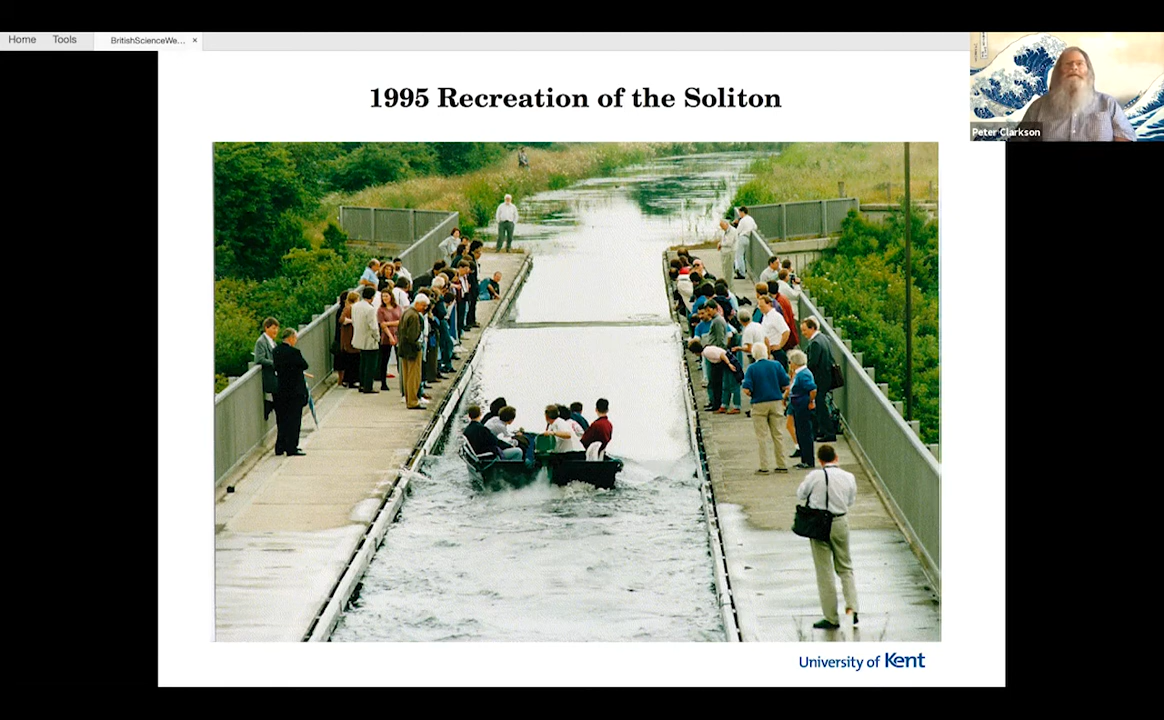 Home
Tools
BritishScienceWe... ×
1995 Recreation of the Soliton
Peter Clarkson
University of Kent